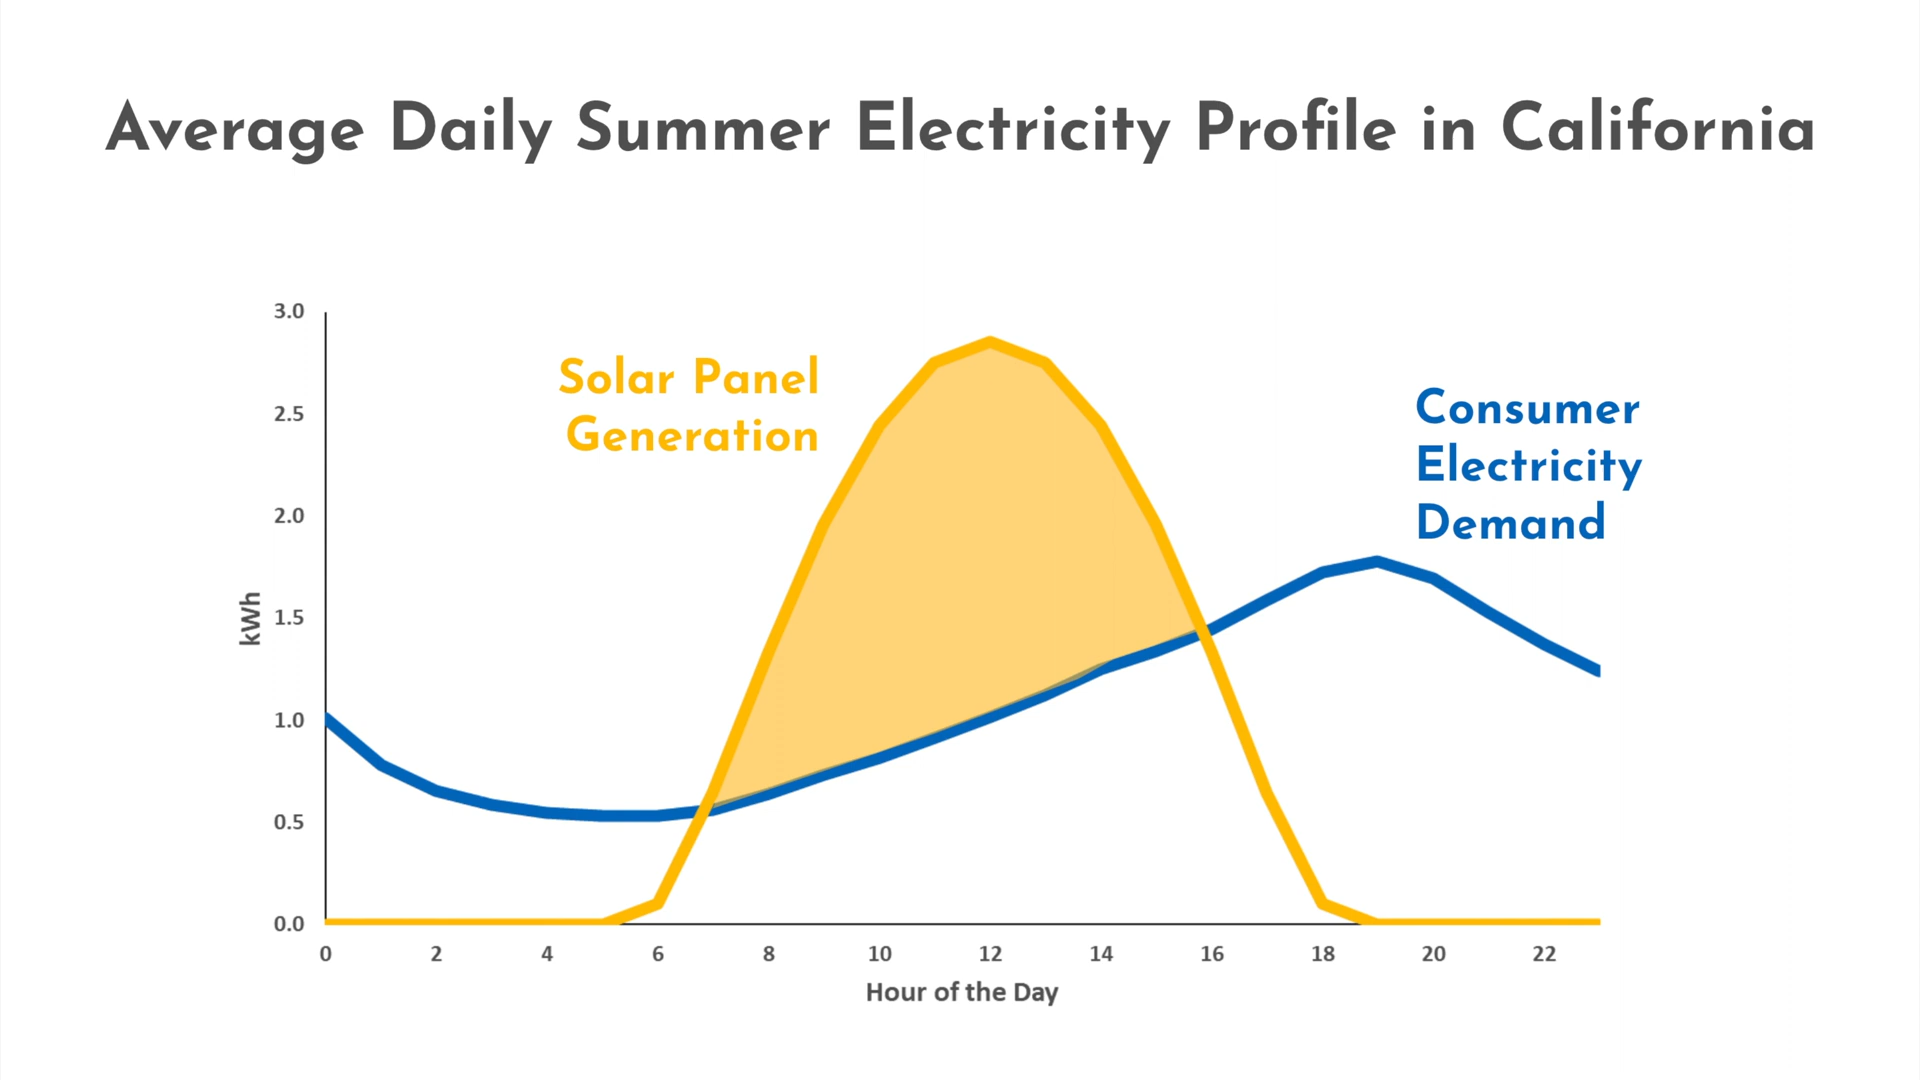 Average Daily Summer Electricity Profile in California
Solar Panel
Generation
Consumer
Electricity
Demand
kWh
3.0
2.5
2.0
1.5
1.0
0.5
0.0
0 2 4 6 8 10 12 14 16 18 20 22
Hour of the Day